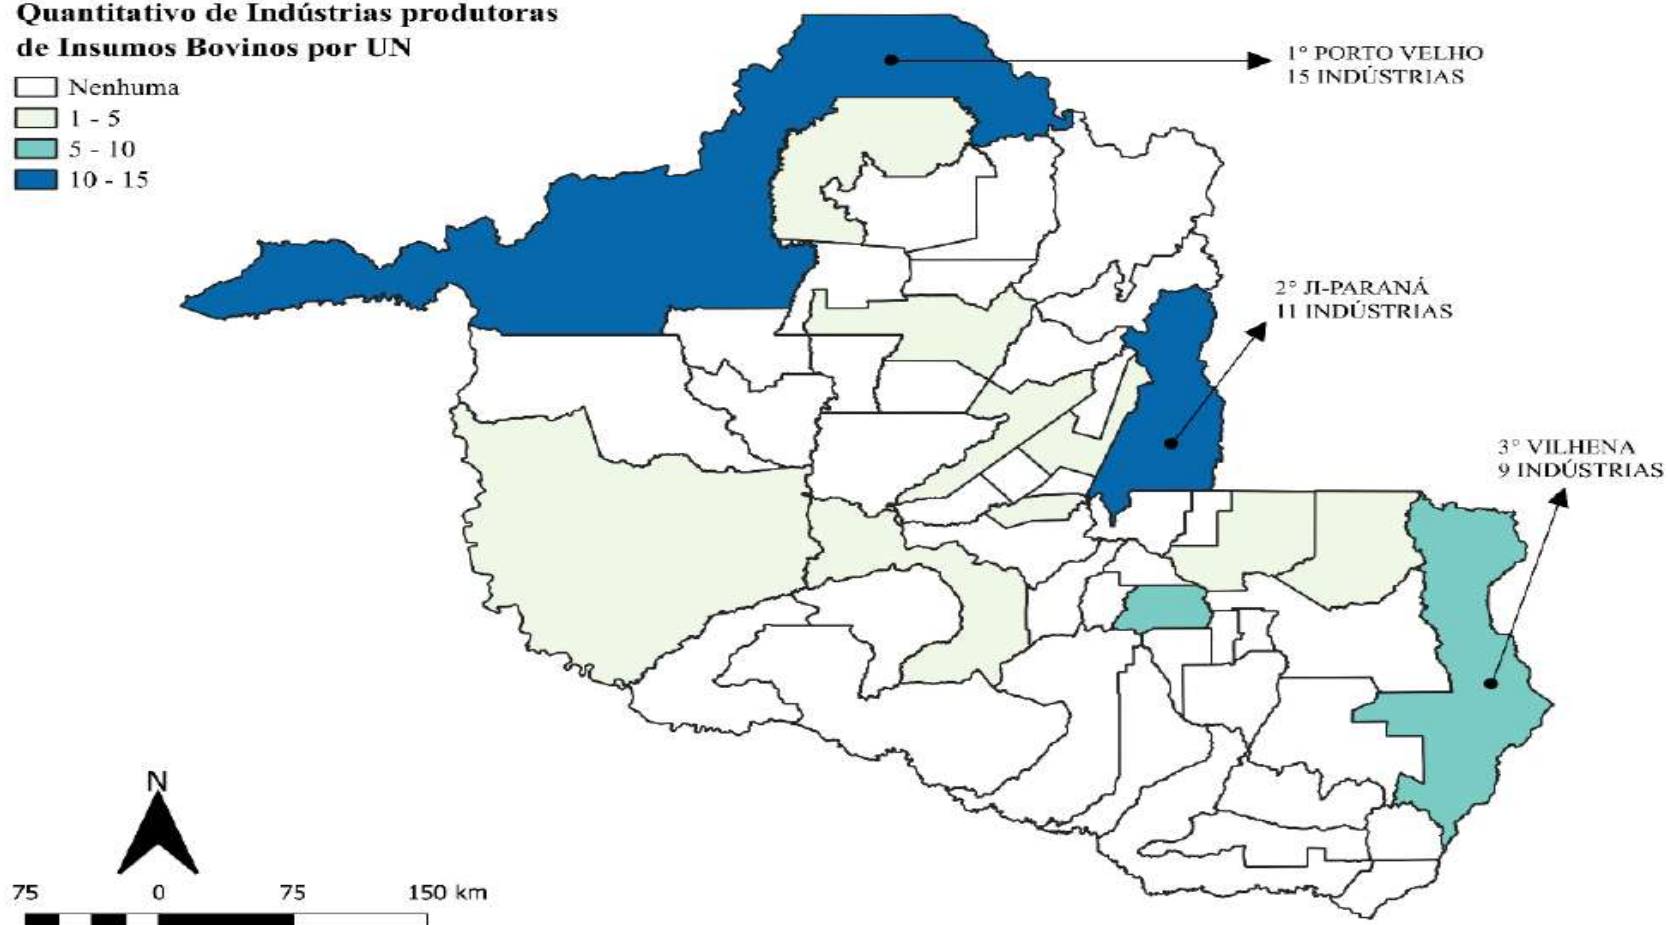 Quantitativo de Indústrias produtoras
de Insumos Bovinos por UN
Nenhuma
1 - 5
5 - 10
10 - 15
1° PORTO VELHO
15 INDÚSTRIAS
2° JI-PARANÁ
11 INDÚSTRIAS
3° VILHENA
9 INDÚSTRIAS
N
75 0 75 150 km